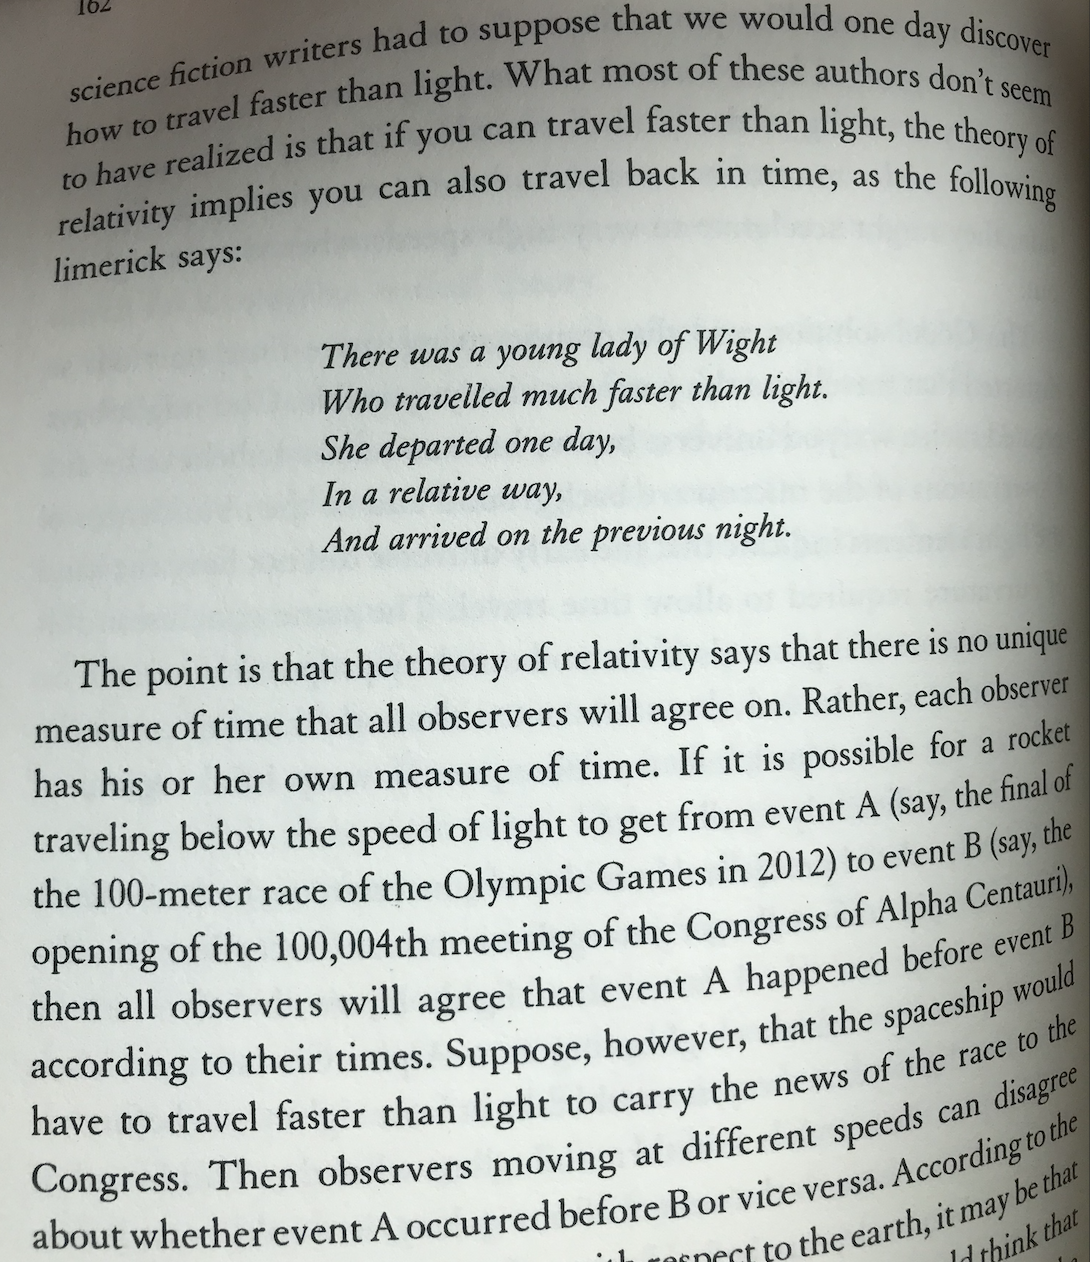 162
science fiction writers had to suppose that we would one day discover
how to travel faster than light. What most of these authors don't seem
to have realized is that if you can travel faster than light, the theory of
relativity implies you can also travel back in time, as the following
limerick says:
There was a young lady of Wight
Who travelled much faster than light.
She departed one day,
In a relative way,
And arrived on the previous night.
The point is that the theory of relativity says that there is no unique
measure of time that all observers will agree on. Rather, each observer
has his or her own measure of time. If it is possible for a rocket
traveling below the speed of light to get from event A (say, the final of
the 100-meter race of the Olympic Games in 2012) to event B (say, the
opening of the 100,004th meeting of the Congress of Alpha Centauri),
then all observers will agree that event A happened before event B
according to their times. Suppose, however, that the spaceship would
have to travel faster than light to carry the news of the race to the
Congress. Then observers moving at different speeds can disagree
about whether event A occurred before B or vice versa. According to the
respect to the earth, it may be that
think that